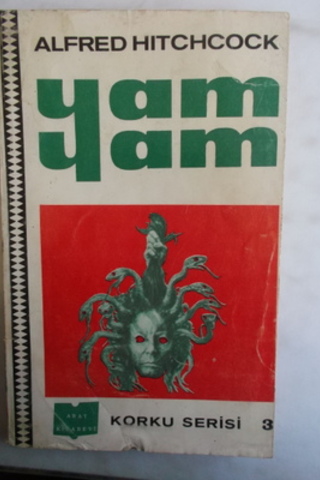 ALFRED HITCHCOCK
yam
yam
KORKU SERİSİ 3